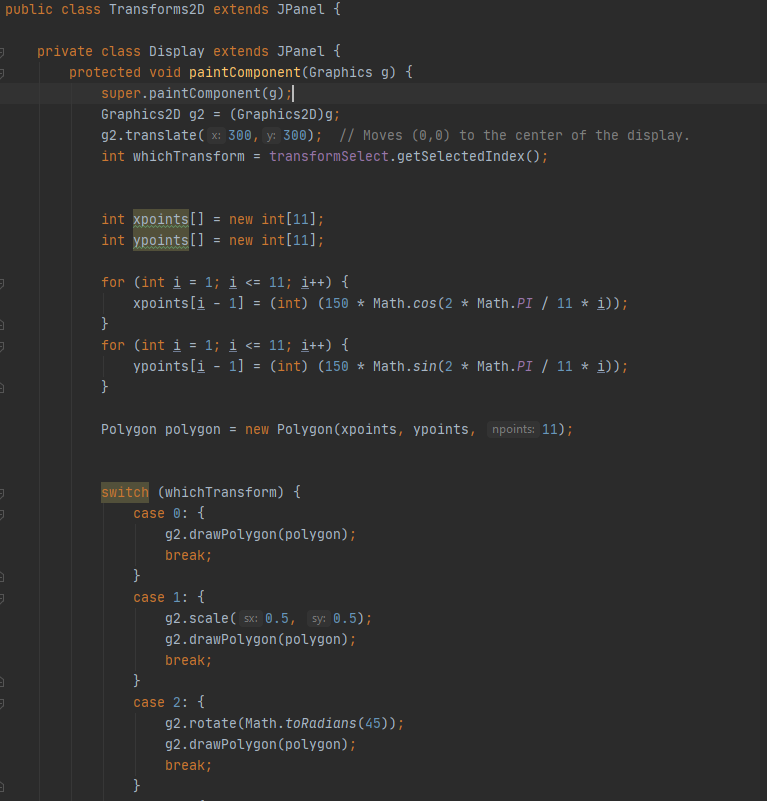 public class Transforms2D extends JPanel {
private class Display extends JPanel {
protected void paintComponent(Graphics g) {
super.paintComponent(g);
Graphics2D g2 = (Graphics2D)g;
g2.translate( x: 300, y: 300);  // Moves (0,0) to the center of the display.
int whichTransform = transformSelect.getSelectedIndex();
int xpoints[] = new int[11];
int ypoints[] = new int[11];
for (int i = 1; i <= 11; i++) {
xpoints[i - 1] = (int) (150 * Math.cos(2 * Math.PI / 11 * i));
}
for (int i = 1; i <= 11; i++) {
ypoints[i - 1] = (int) (150 * Math.sin(2 * Math.PI / 11 * i));
}
Polygon polygon = new Polygon(xpoints, ypoints, npoints: 11);
switch (whichTransform) {
case 0: {
g2.drawPolygon(polygon);
break;
}
case 1: {
g2.scale( sx: 0.5, sy: 0.5);
g2.drawPolygon(polygon);
break;
}
case 2: {
g2.rotate(Math.toRadians(45));
g2.drawPolygon(polygon);
break;
}